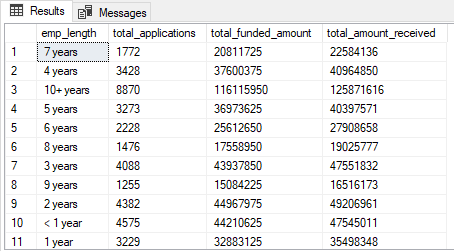 Results Messages
emp_length total_applications total_funded_amount total_amount_received
1 7 years 1772 20811725 22584136
2 4 years 3428 37600375 40964850
3 10+ years 8870 116115950 125871616
4 5 years 3273 36973625 40397571
5 6 years 2228 25612650 27908658
6 8 years 1476 17558950 19025777
7 3 years 4088 43937850 47551832
8 9 years 1255 15084225 16516173
9 2 years 4382 44967975 49206961
10 < 1 year 4575 44210625 47545011
11 1 year 3229 32883125 35498348